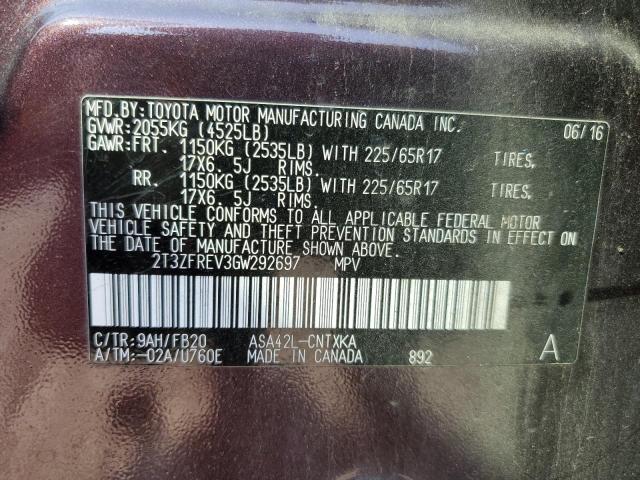 MFD.BY:TOYOTA MOTOR MANUFACTURING CANADA INC.
GVWR:2055KG (4525LB) 06/16
GAWR:FRT. 1150KG (2535LB) WITH 225/65R17 TIRES,
17X6 5J RIMS.
RR. 1150KG (2535LB) WITH 225/65R17 TIRES,
17X6 5J RIMS.
THIS VEHICLE CONFORMS TO ALL APPLICABLE FEDERAL MOTOR
VEHICLE SAFETY AND THEFT PREVENTION STANDARDS IN EFFECT ON
THE DATE OF MANUFACTURE SHOWN ABOVE.
2T3ZFREV3GW292697 MPV
C/TR:9AH/FB20 ASA42L-CNTXKA
A/TM:-02A/U760E MADE IN CANADA 892 A